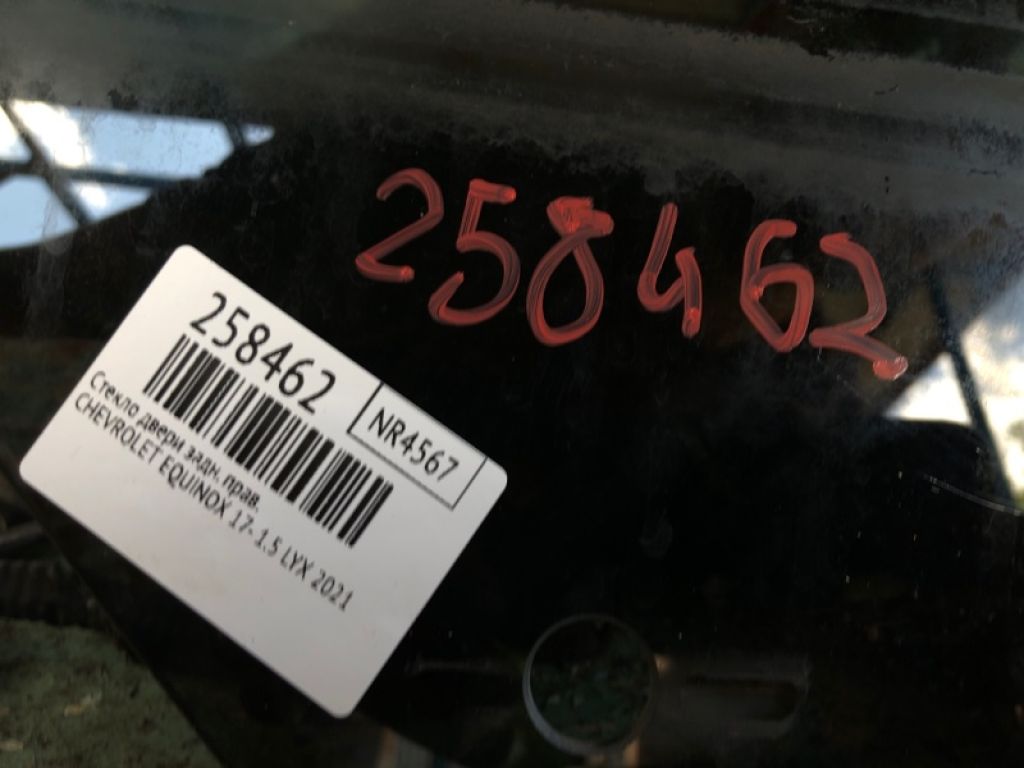 258462
258462
NR4567
Стекло двери задн. прав.
CHEVROLET EQUINOX 17- 1.5 LYX 2021